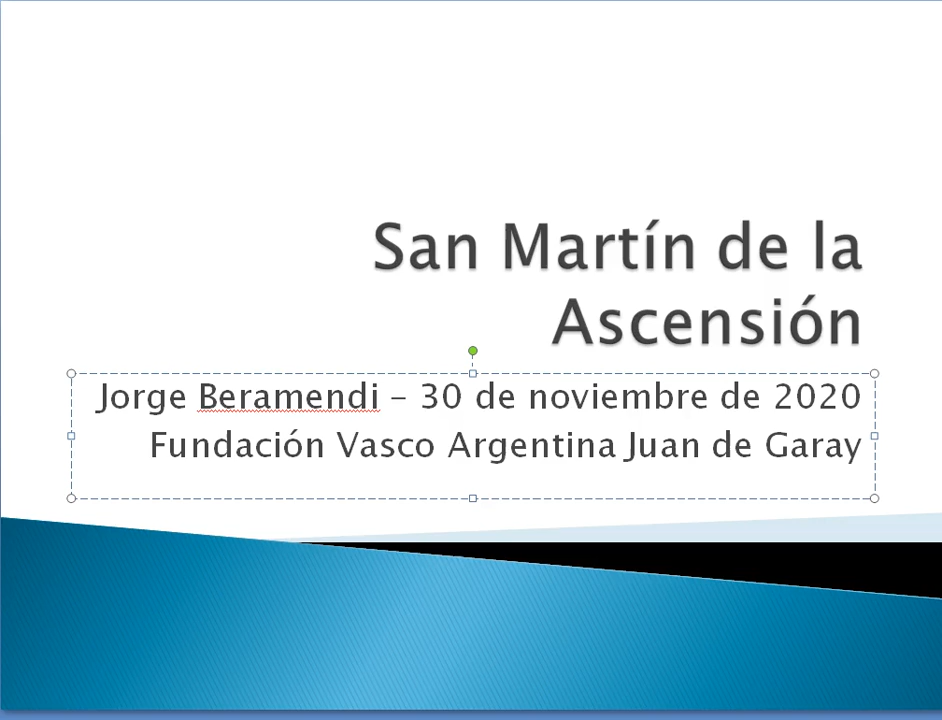 San Martín de la
Ascensión
Jorge Beramendi – 30 de noviembre de 2020
Fundación Vasco Argentina Juan de Garay